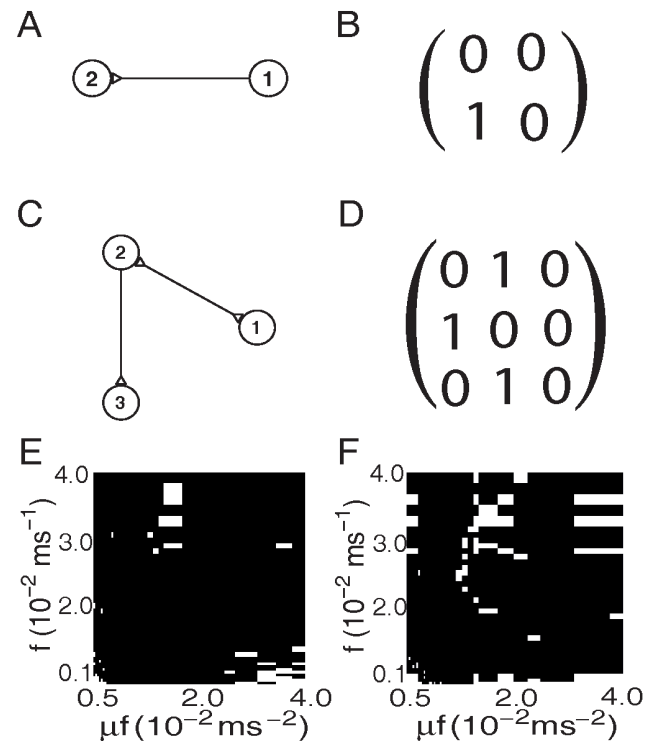 A
B
2 1
0 0
1 0
C
D
2
1
3
0 1 0
1 0 0
0 1 0
E
F
4.0
3.0
2.0
0.1
f (10⁻² ms⁻¹)
0.5 2.0 4.0
μf (10⁻² ms⁻²)
4.0
3.0
2.0
0.1
f (10⁻² ms⁻¹)
0.5 2.0 4.0
μf (10⁻² ms⁻²)